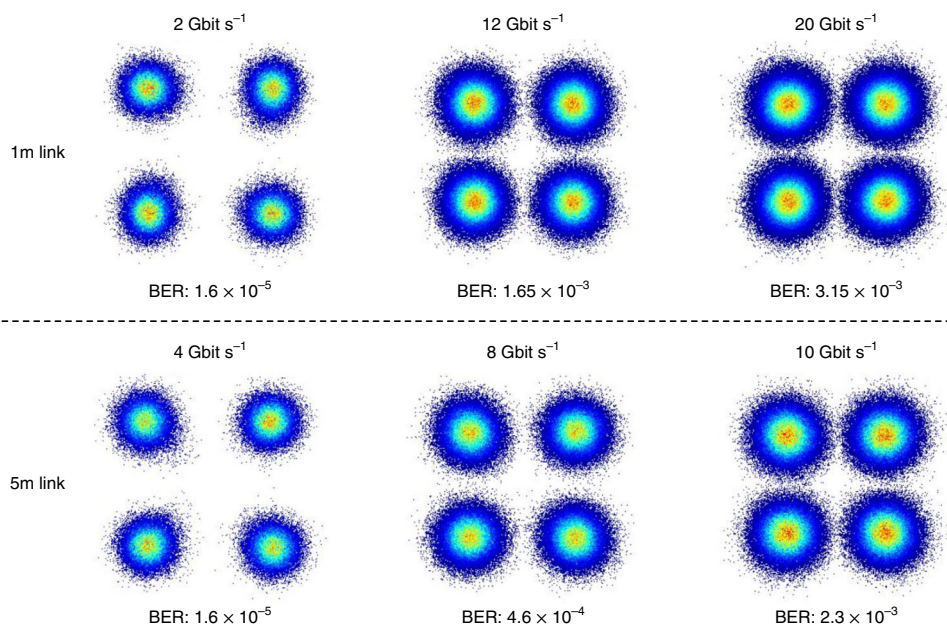 2 Gbit s⁻¹ 12 Gbit s⁻¹ 20 Gbit s⁻¹
1m link
BER: 1.6 × 10⁻⁵ BER: 1.65 × 10⁻³ BER: 3.15 × 10⁻³
4 Gbit s⁻¹ 8 Gbit s⁻¹ 10 Gbit s⁻¹
5m link
BER: 1.6 × 10⁻⁵ BER: 4.6 × 10⁻⁴ BER: 2.3 × 10⁻³